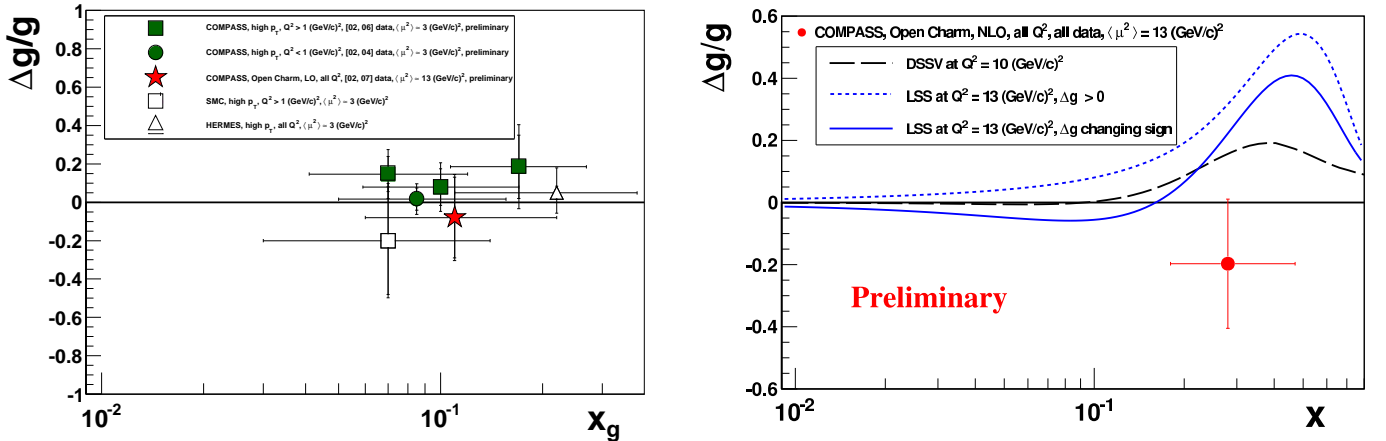 Δg/g
COMPASS, high p_T, Q² > 1 (GeV/c)², [02, 06] data, ⟨μ²⟩ ~ 3 (GeV/c)², preliminary
COMPASS, high p_T, Q² < 1 (GeV/c)², [02, 04] data, ⟨μ²⟩ ~ 3 (GeV/c)², preliminary
COMPASS, Open Charm, LO, all Q², [02, 07] data, ⟨μ²⟩ ~ 13 (GeV/c)², preliminary
SMC, high p_T, Q² > 1 (GeV/c)², ⟨μ²⟩ ~ 3 (GeV/c)²
HERMES, high p_T, all Q², ⟨μ²⟩ ~ 3 (GeV/c)²
1
0.8
0.6
0.4
0.2
0
-0.2
-0.4
-0.6
-0.8
-1
10⁻²
10⁻¹
x_g
Δg/g
COMPASS, Open Charm, NLO, all Q², all data, ⟨μ²⟩ = 13 (GeV/c)²
DSSV at Q² = 10 (GeV/c)²
LSS at Q² = 13 (GeV/c)², Δg > 0
LSS at Q² = 13 (GeV/c)², Δg changing sign
0.6
0.4
0.2
0
-0.2
-0.4
-0.6
Preliminary
10⁻²
10⁻¹
x